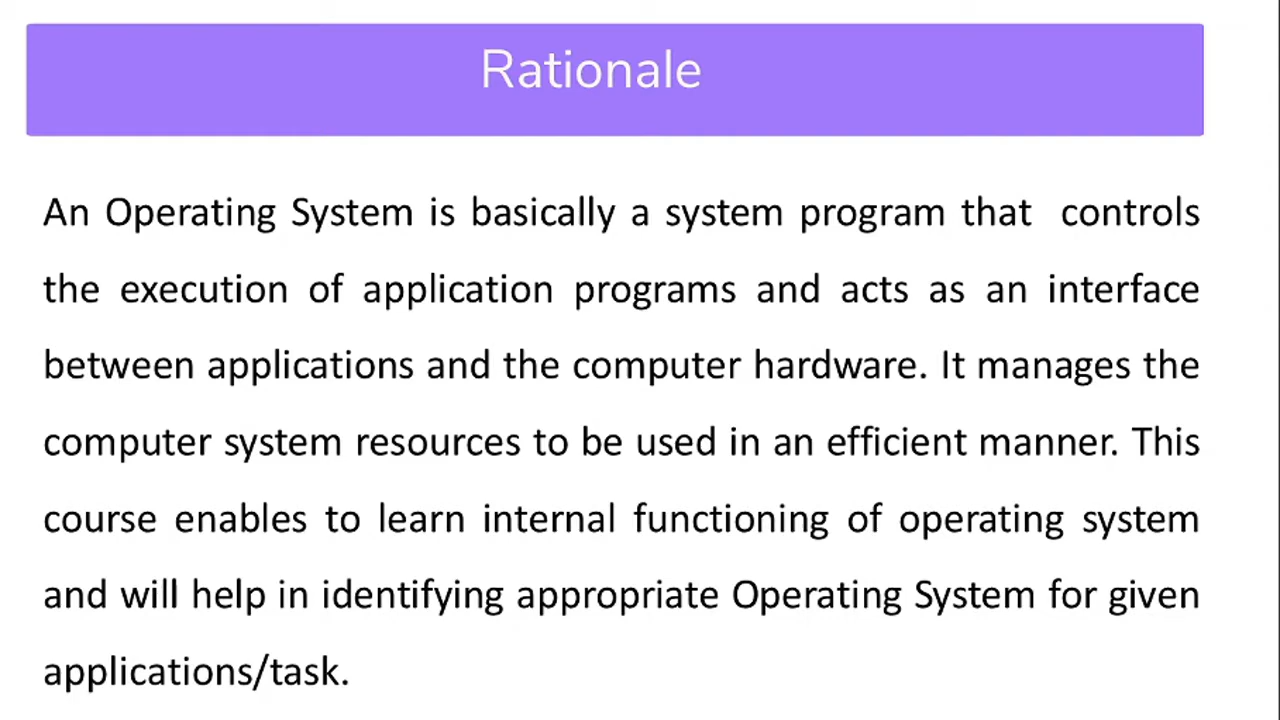 Rationale
An Operating System is basically a system program that controls
the execution of application programs and acts as an interface
between applications and the computer hardware. It manages the
computer system resources to be used in an efficient manner. This
course enables to learn internal functioning of operating system
and will help in identifying appropriate Operating System for given
applications/task.